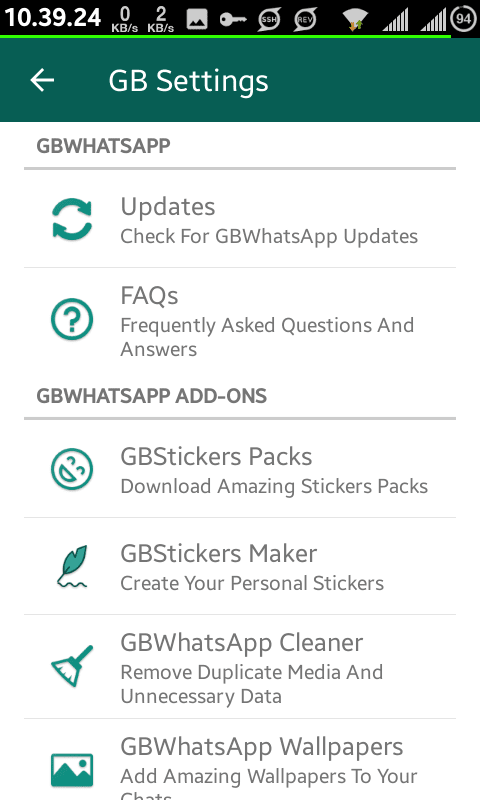 10.39.24 0 KB/s 2 KB/s SSH REV 94
GB Settings
GBWHATSAPP
Updates
Check For GBWhatsApp Updates
FAQs
Frequently Asked Questions And
Answers
GBWHATSAPP ADD-ONS
GBStickers Packs
Download Amazing Stickers Packs
GBStickers Maker
Create Your Personal Stickers
GBWhatsApp Cleaner
Remove Duplicate Media And
Unnecessary Data
GBWhatsApp Wallpapers
Add Amazing Wallpapers To Your
Chats